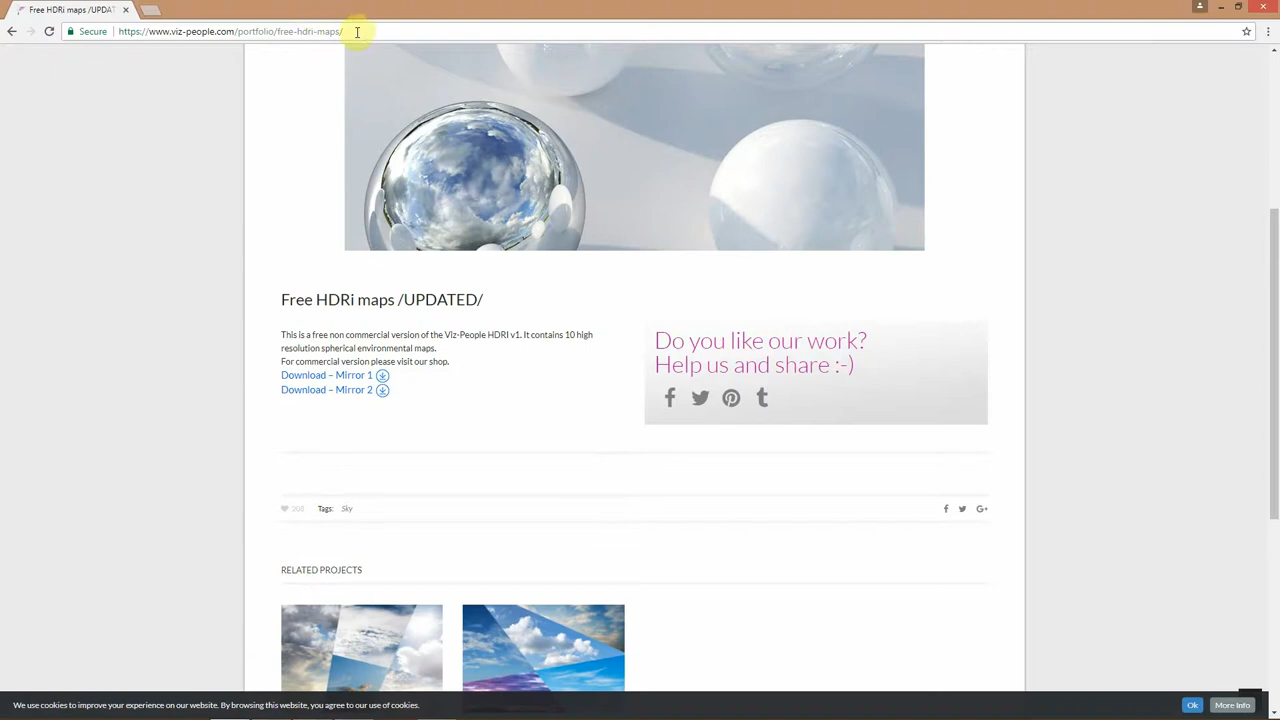 Free HDRi maps /UPDAT
Secure
https://www.viz-people.com/portfolio/free-hdri-maps/
Free HDRi maps /UPDATED/
This is a free non commercial version of the Viz-People HDRI v1. It contains 10 high
resolution spherical environmental maps.
For commercial version please visit our shop.
Download – Mirror 1
Download – Mirror 2
Do you like our work?
Help us and share :-)
308
Tags: Sky
RELATED PROJECTS
We use cookies to improve your experience on our website. By browsing this website, you agree to our use of cookies.
Ok
More Info